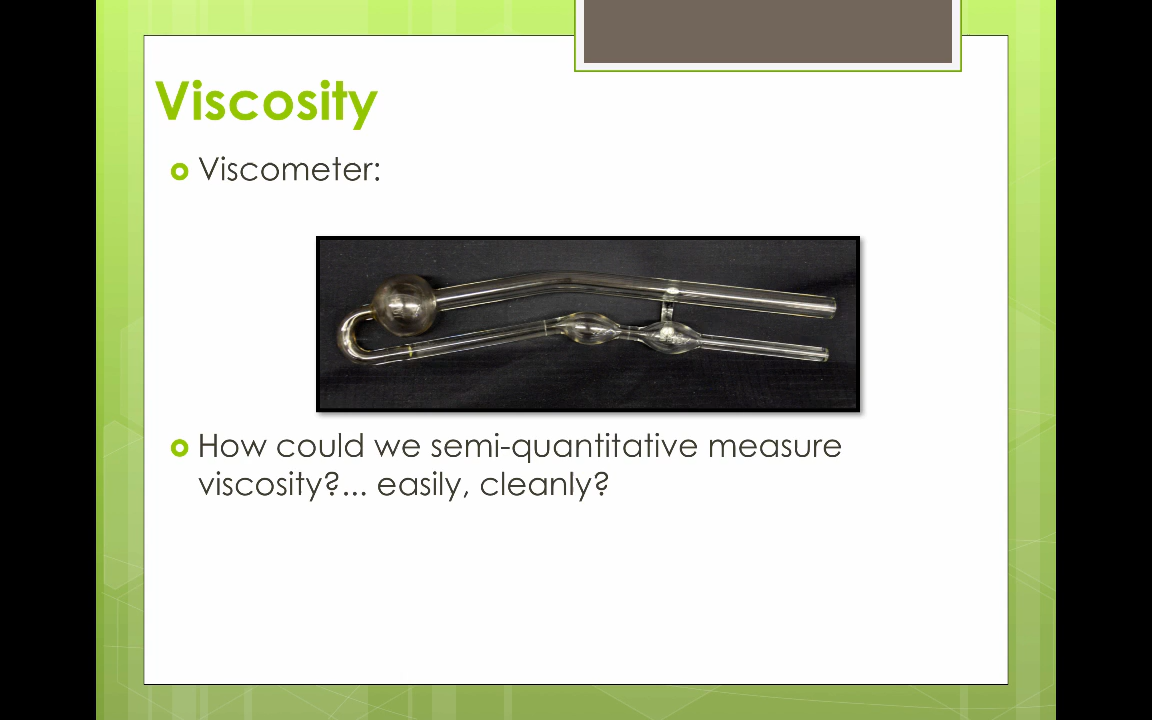 Viscosity
Viscometer:
How could we semi-quantitative measure
viscosity?... easily, cleanly?